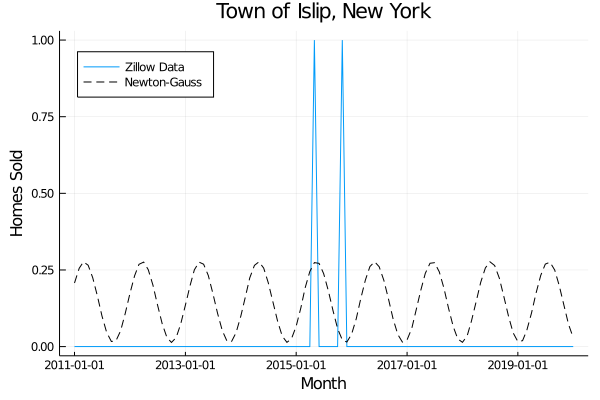 Town of Islip, New York
1.00
0.75
0.50
0.25
0.00
Homes Sold
Zillow Data
Newton-Gauss
2011-01-01 2013-01-01 2015-01-01 2017-01-01 2019-01-01
Month